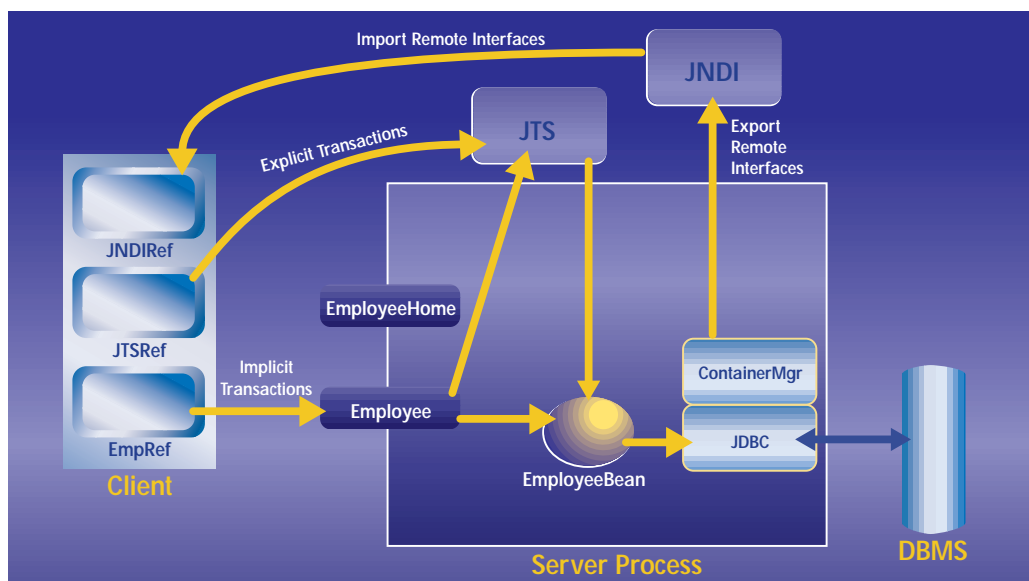 Import Remote Interfaces
JNDI
JTS
Explicit Transactions
Export
Remote
Interfaces
JNDIRef
EmployeeHome
JTSRef
Implicit
Transactions
ContainerMgr
Employee
EmpRef
JDBC
Client
EmployeeBean
DBMS
Server Process